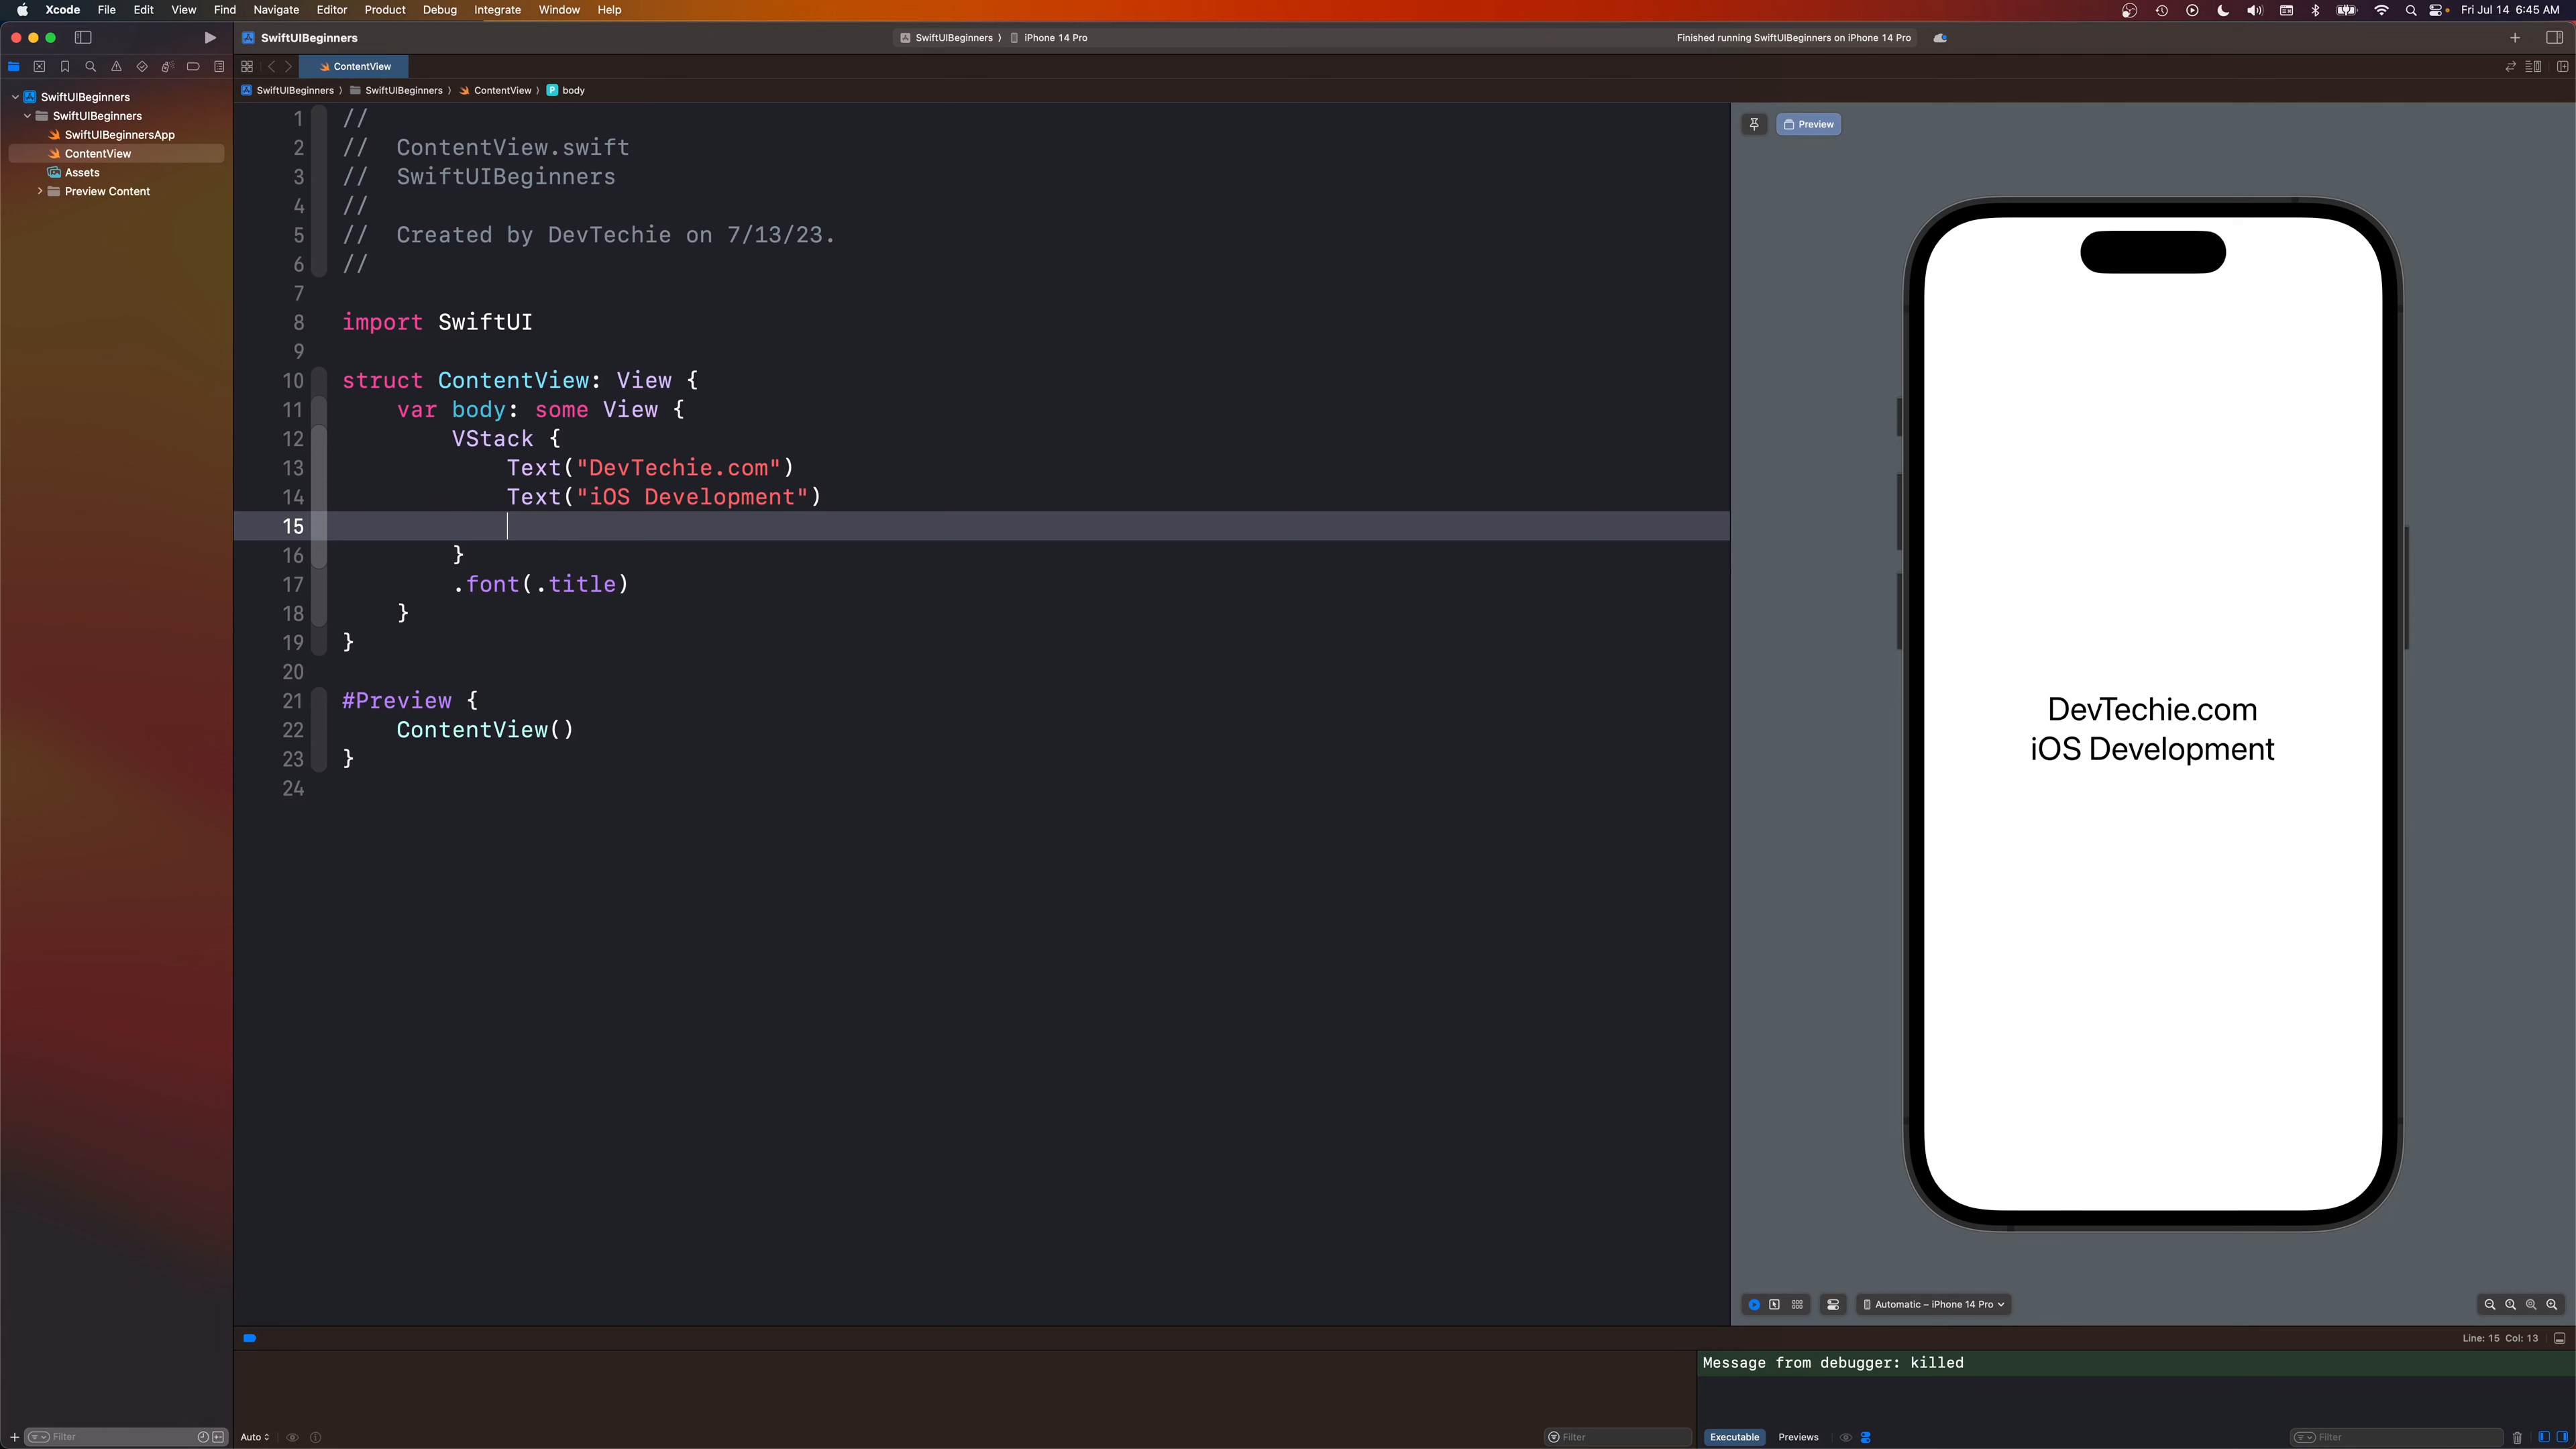 Xcode File Edit View Find Navigate Editor Product Debug Integrate Window Help Fri Jul 14 6:45 AM
SwiftUIBeginners SwiftUIBeginners iPhone 14 Pro Finished running SwiftUIBeginners on iPhone 14 Pro
ContentView
SwiftUIBeginners SwiftUIBeginners ContentView body
SwiftUIBeginners
SwiftUIBeginners
SwiftUIBeginnersApp
ContentView
Assets
Preview Content
1 //
2 // ContentView.swift
3 // SwiftUIBeginners
4 //
5 // Created by DevTechie on 7/13/23.
6 //
7
8 import SwiftUI
9
10 struct ContentView: View {
11 var body: some View {
12 VStack {
13 Text("DevTechie.com")
14 Text("iOS Development")
15
16 }
17 .font(.title)
18 }
19 }
20
21 #Preview {
22 ContentView()
23 }
24
Preview
DevTechie.com
iOS Development
Automatic – iPhone 14 Pro
Line: 15 Col: 13
Message from debugger: killed
Filter
Auto
Filter
Executable Previews
Filter